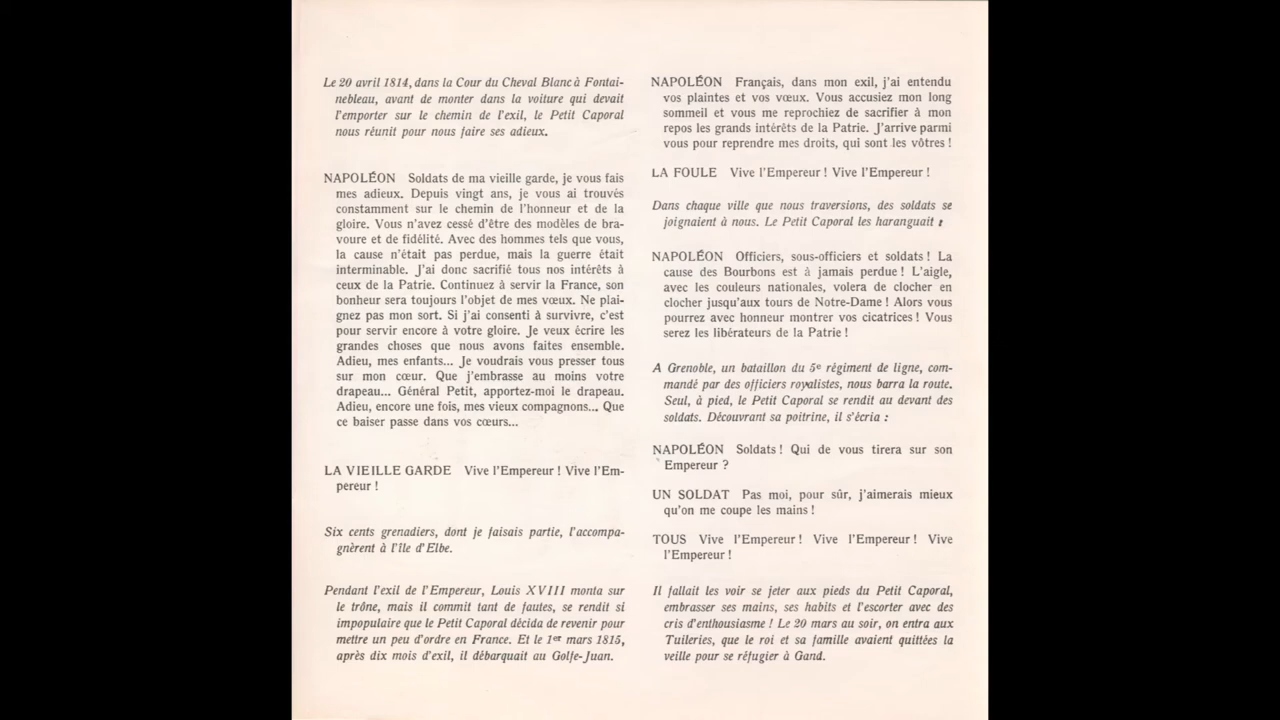 Le 20 avril 1814, dans la Cour du Cheval Blanc à Fontai-
nebleau, avant de monter dans la voiture qui devait
l'emporter sur le chemin de l'exil, le Petit Caporal
nous réunit pour nous faire ses adieux.
NAPOLÉON Soldats de ma vieille garde, je vous fais
mes adieux. Depuis vingt ans, je vous ai trouvés
constamment sur le chemin de l'honneur et de la
gloire. Vous n'avez cessé d'être des modèles de bra-
voure et de fidélité. Avec des hommes tels que vous,
la cause n'était pas perdue, mais la guerre était
interminable. J'ai donc sacrifié tous nos intérêts à
ceux de la Patrie. Continuez à servir la France, son
bonheur sera toujours l'objet de mes vœux. Ne plai-
gnez pas mon sort. Si j'ai consenti à survivre, c'est
pour servir encore à votre gloire. Je veux écrire les
grandes choses que nous avons faites ensemble.
Adieu, mes enfants... Je voudrais vous presser tous
sur mon cœur. Que j'embrasse au moins votre
drapeau... Général Petit, apportez-moi le drapeau.
Adieu, encore une fois, mes vieux compagnons... Que
ce baiser passe dans vos cœurs...
LA VIEILLE GARDE Vive l'Empereur ! Vive l'Em-
pereur !
Six cents grenadiers, dont je faisais partie, l'accompa-
gnèrent à l'île d'Elbe.
Pendant l'exil de l'Empereur, Louis XVIII monta sur
le trône, mais il commit tant de fautes, se rendit si
impopulaire que le Petit Caporal décida de revenir pour
mettre un peu d'ordre en France. Et le 1er mars 1815,
après dix mois d'exil, il débarquait au Golfe-Juan.
NAPOLÉON Français, dans mon exil, j'ai entendu
vos plaintes et vos vœux. Vous accusiez mon long
sommeil et vous me reprochiez de sacrifier à mon
repos les grands intérêts de la Patrie. J'arrive parmi
vous pour reprendre mes droits, qui sont les vôtres !
LA FOULE Vive l'Empereur ! Vive l'Empereur !
Dans chaque ville que nous traversions, des soldats se
joignaient à nous. Le Petit Caporal les haranguait :
NAPOLÉON Officiers, sous-officiers et soldats ! La
cause des Bourbons est à jamais perdue ! L'aigle,
avec les couleurs nationales, volera de clocher en
clocher jusqu'aux tours de Notre-Dame ! Alors vous
pourrez avec honneur montrer vos cicatrices ! Vous
serez les libérateurs de la Patrie !
A Grenoble, un bataillon du 5e régiment de ligne, com-
mandé par des officiers royalistes, nous barra la route.
Seul, à pied, le Petit Caporal se rendit au devant des
soldats. Découvrant sa poitrine, il s'écria :
NAPOLÉON Soldats ! Qui de vous tirera sur son
Empereur ?
UN SOLDAT Pas moi, pour sûr, j'aimerais mieux
qu'on me coupe les mains !
TOUS Vive l'Empereur ! Vive l'Empereur ! Vive
l'Empereur !
Il fallait les voir se jeter aux pieds du Petit Caporal,
embrasser ses mains, ses habits et l'escorter avec des
cris d'enthousiasme ! Le 20 mars au soir, on entra aux
Tuileries, que le roi et sa famille avaient quittées la
veille pour se réfugier à Gand.